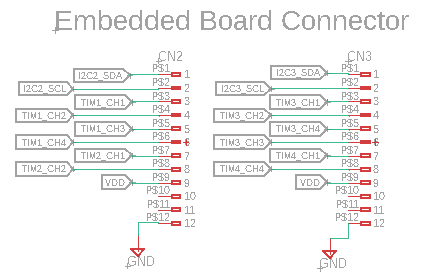 Embedded Board Connector
CN2
I2C2_SDA P$1 1
I2C2_SCL P$2 2
TIM1_CH1 P$3 3
TIM1_CH2 P$4 4
TIM1_CH3 P$5 5
TIM1_CH4 P$6 6
TIM2_CH1 P$7 7
TIM2_CH2 P$8 8
VDD P$9 9
P$10 10
P$11 11
P$12 12
GND
CN3
I2C3_SDA P$1 1
I2C3_SCL P$2 2
TIM3_CH1 P$3 3
TIM3_CH2 P$4 4
TIM3_CH4 P$5 5
TIM3_CH3 P$6 6
TIM4_CH1 P$7 7
TIM4_CH4 P$8 8
VDD P$9 9
P$10 10
P$11 11
P$12 12
GND